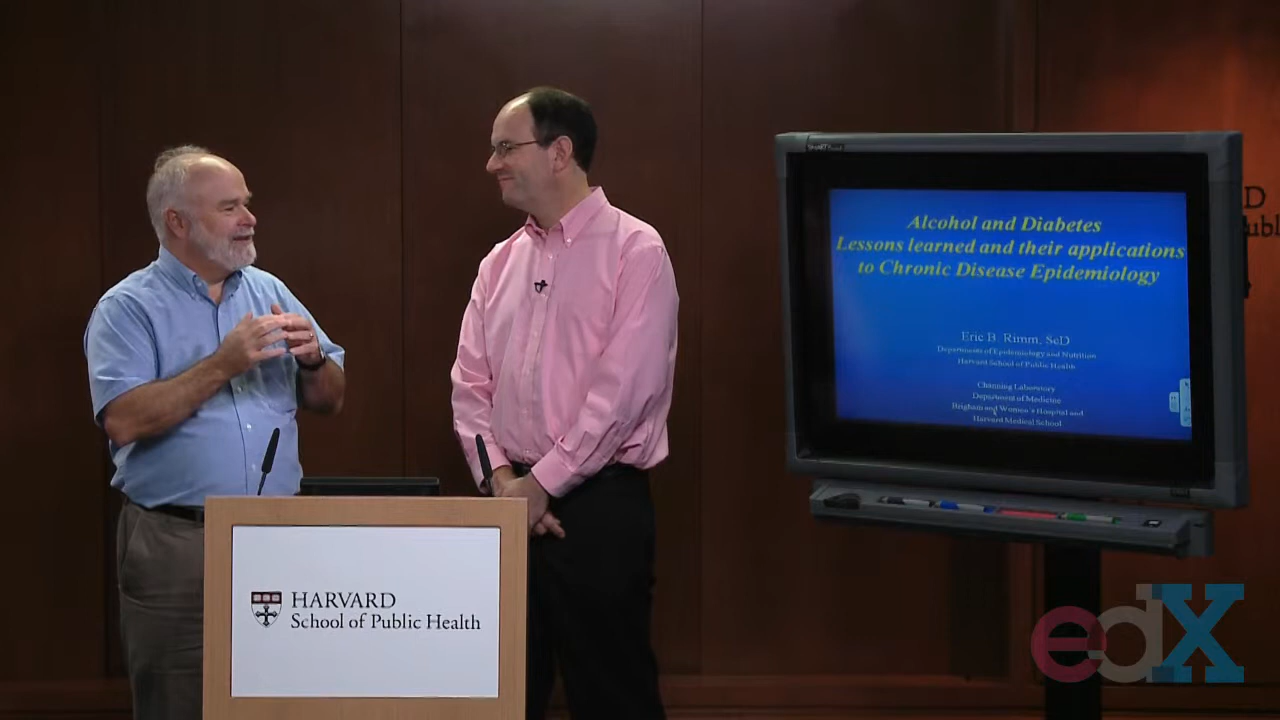 SMART
Alcohol and Diabetes
Lessons learned and their applications
to Chronic Disease Epidemiology
Eric B. Rimm, ScD
Departments of Epidemiology and Nutrition
Harvard School of Public Health
Channing Laboratory
Department of Medicine
Brigham and Women's Hospital and
Harvard Medical School
HARVARD
School of Public Health
edX